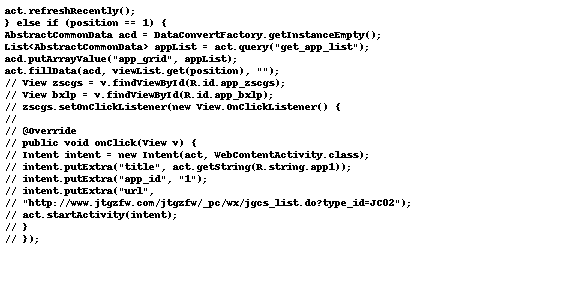 act.refreshRecently();
} else if (position == 1) {
AbstractCommonData acd = DataConvertFactory.getInstanceEmpty();
List<AbstractCommonData> appList = act.query("get_app_list");
acd.putArrayValue("app_grid", appList);
act.fillData(acd, viewList.get(position), "");
// View zscgs = v.findViewById(R.id.app_zscgs);
// View bxlp = v.findViewById(R.id.app_bxlp);
// zscgs.setOnClickListener(new View.OnClickListener() {
//
// @Override
// public void onClick(View v) {
// Intent intent = new Intent(act, WebContentActivity.class);
// intent.putExtra("title", act.getString(R.string.app1));
// intent.putExtra("app_id", "1");
// intent.putExtra("url",
// "http://www.jtgzfw.com/jtgzfw/_pc/wx/jgcs_list.do?type_id=JC02");
// act.startActivity(intent);
// }
// });